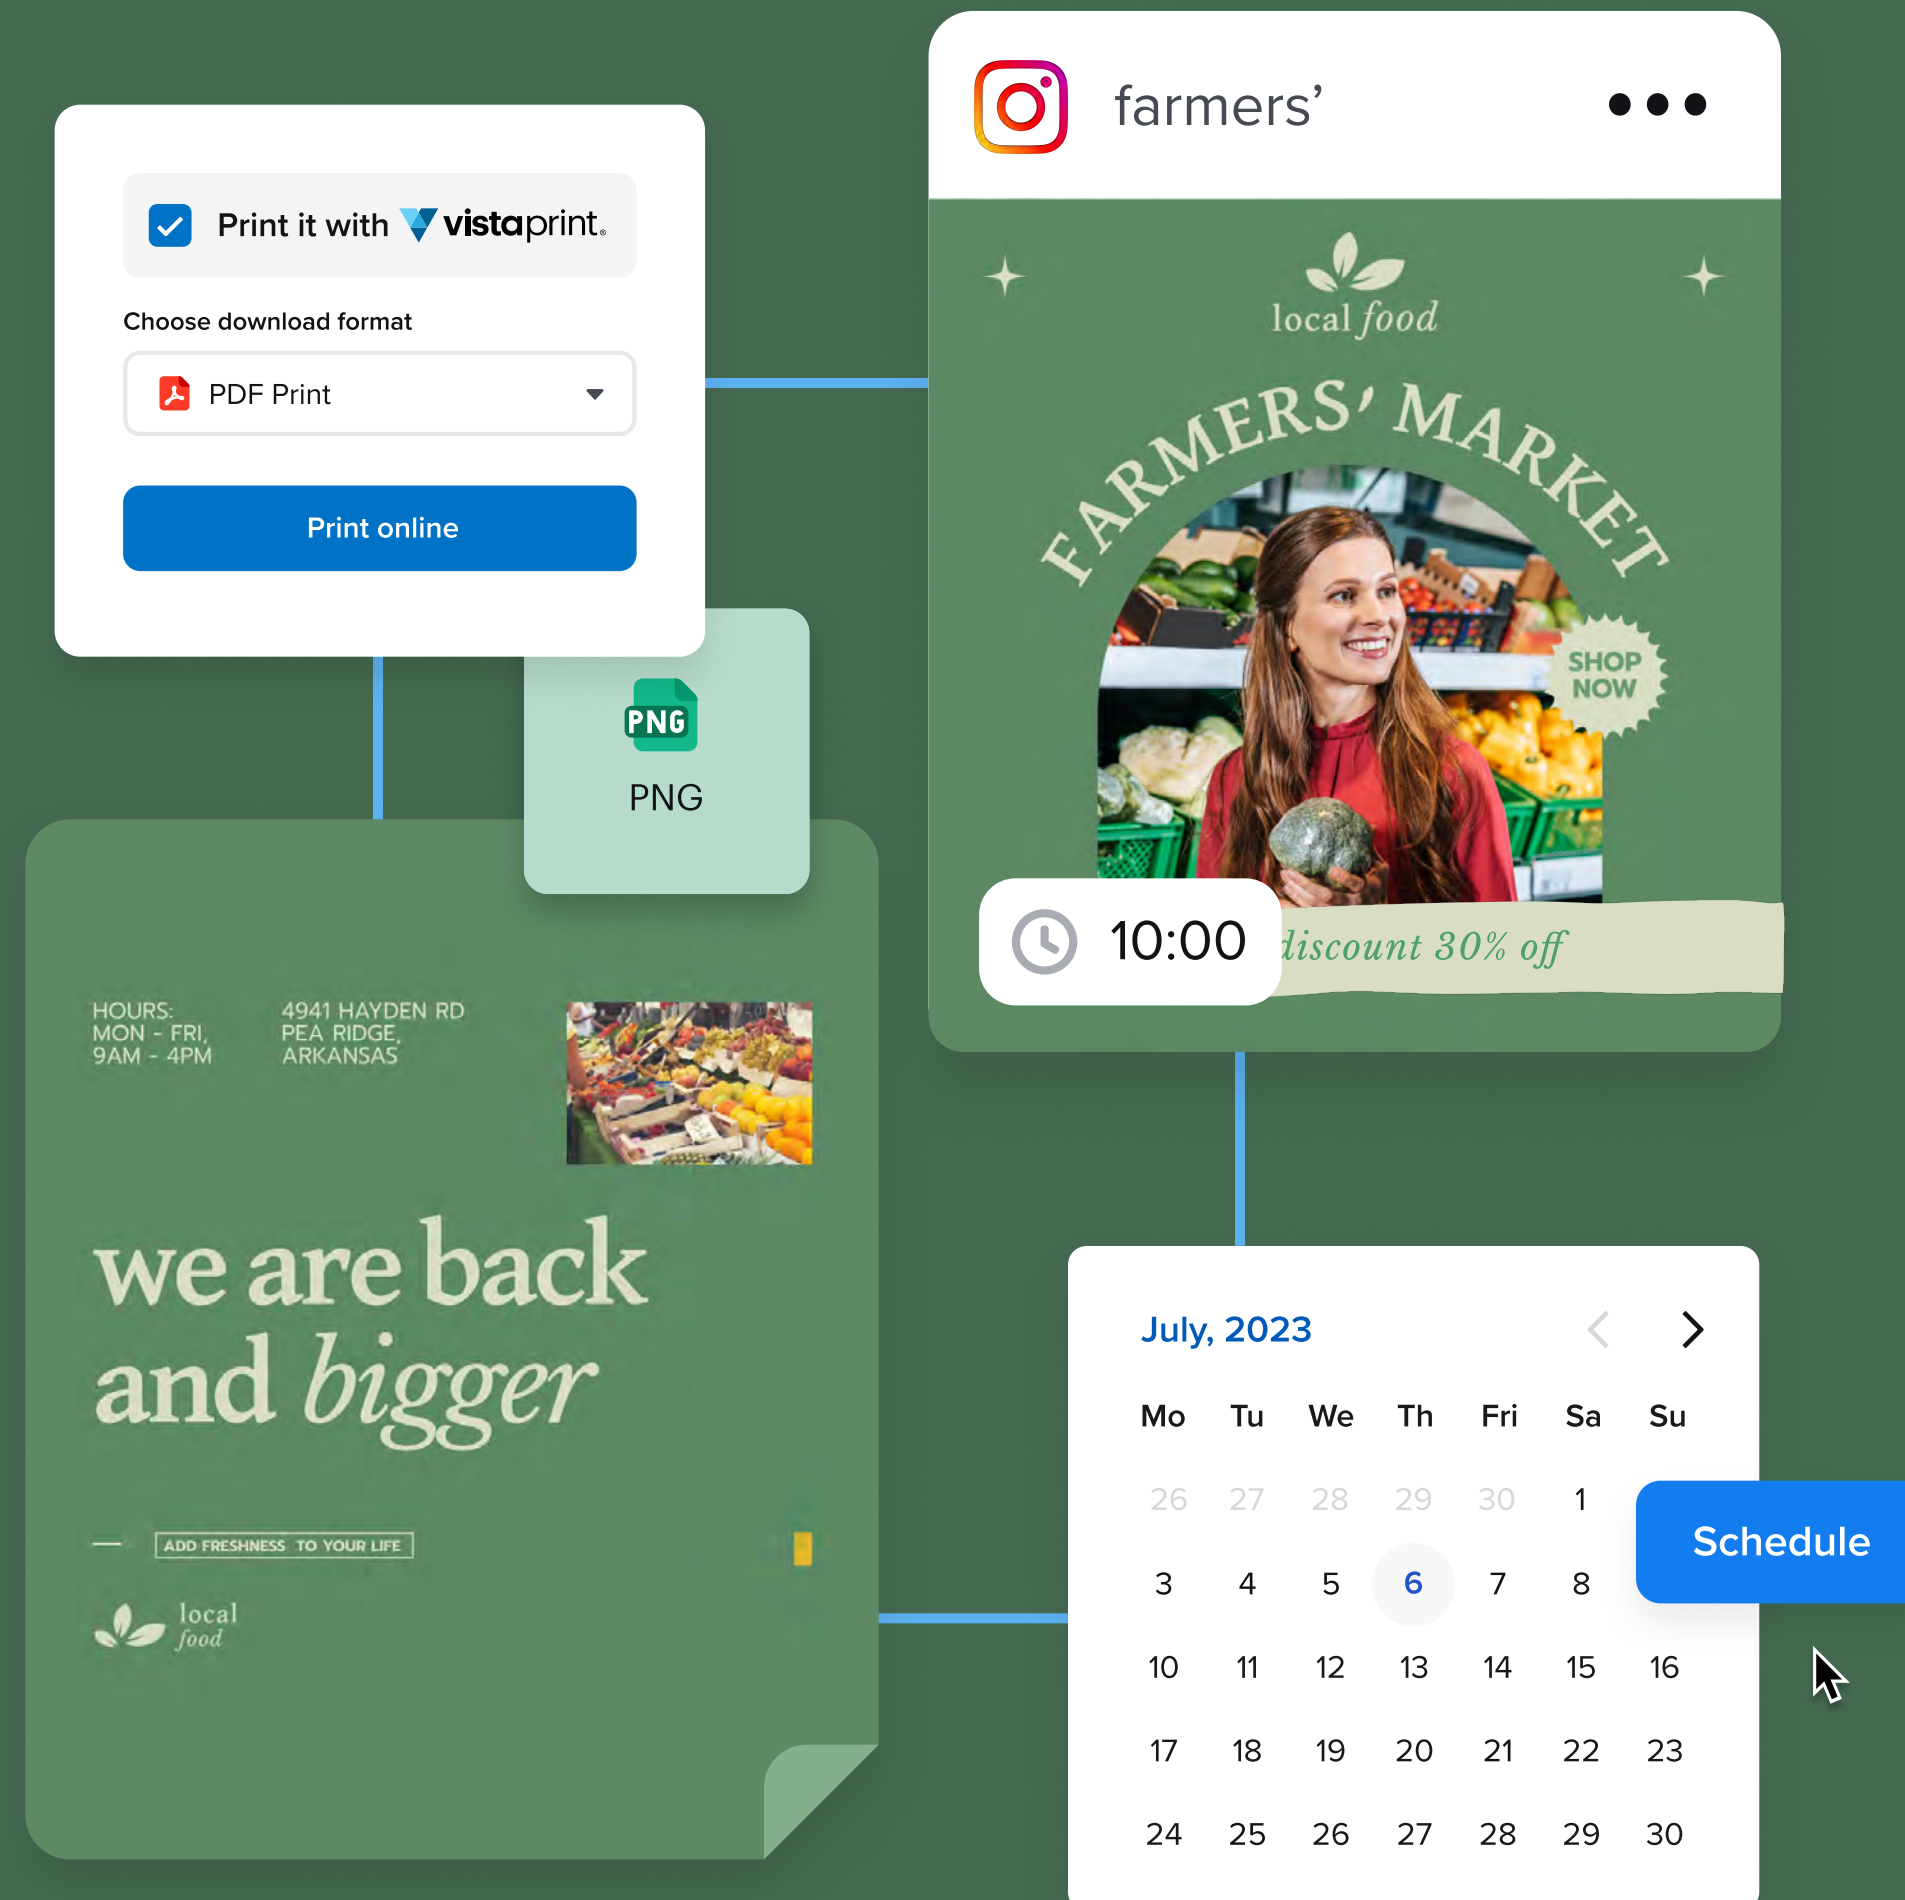 Print it with vistaprint®
Choose download format
PDF Print
Print online
PNG
PNG
farmers’
local food
FARMERS’ MARKET
SHOP
NOW
10:00
discount 30% off
HOURS:
MON - FRI,
9AM - 4PM
4941 HAYDEN RD
PEA RIDGE,
ARKANSAS
we are back
and bigger
ADD FRESHNESS TO YOUR LIFE
local
food
July, 2023
Mo Tu We Th Fri Sa Su
26 27 28 29 30 1
Schedule
3 4 5 6 7 8
10 11 12 13 14 15 16
17 18 19 20 21 22 23
24 25 26 27 28 29 30